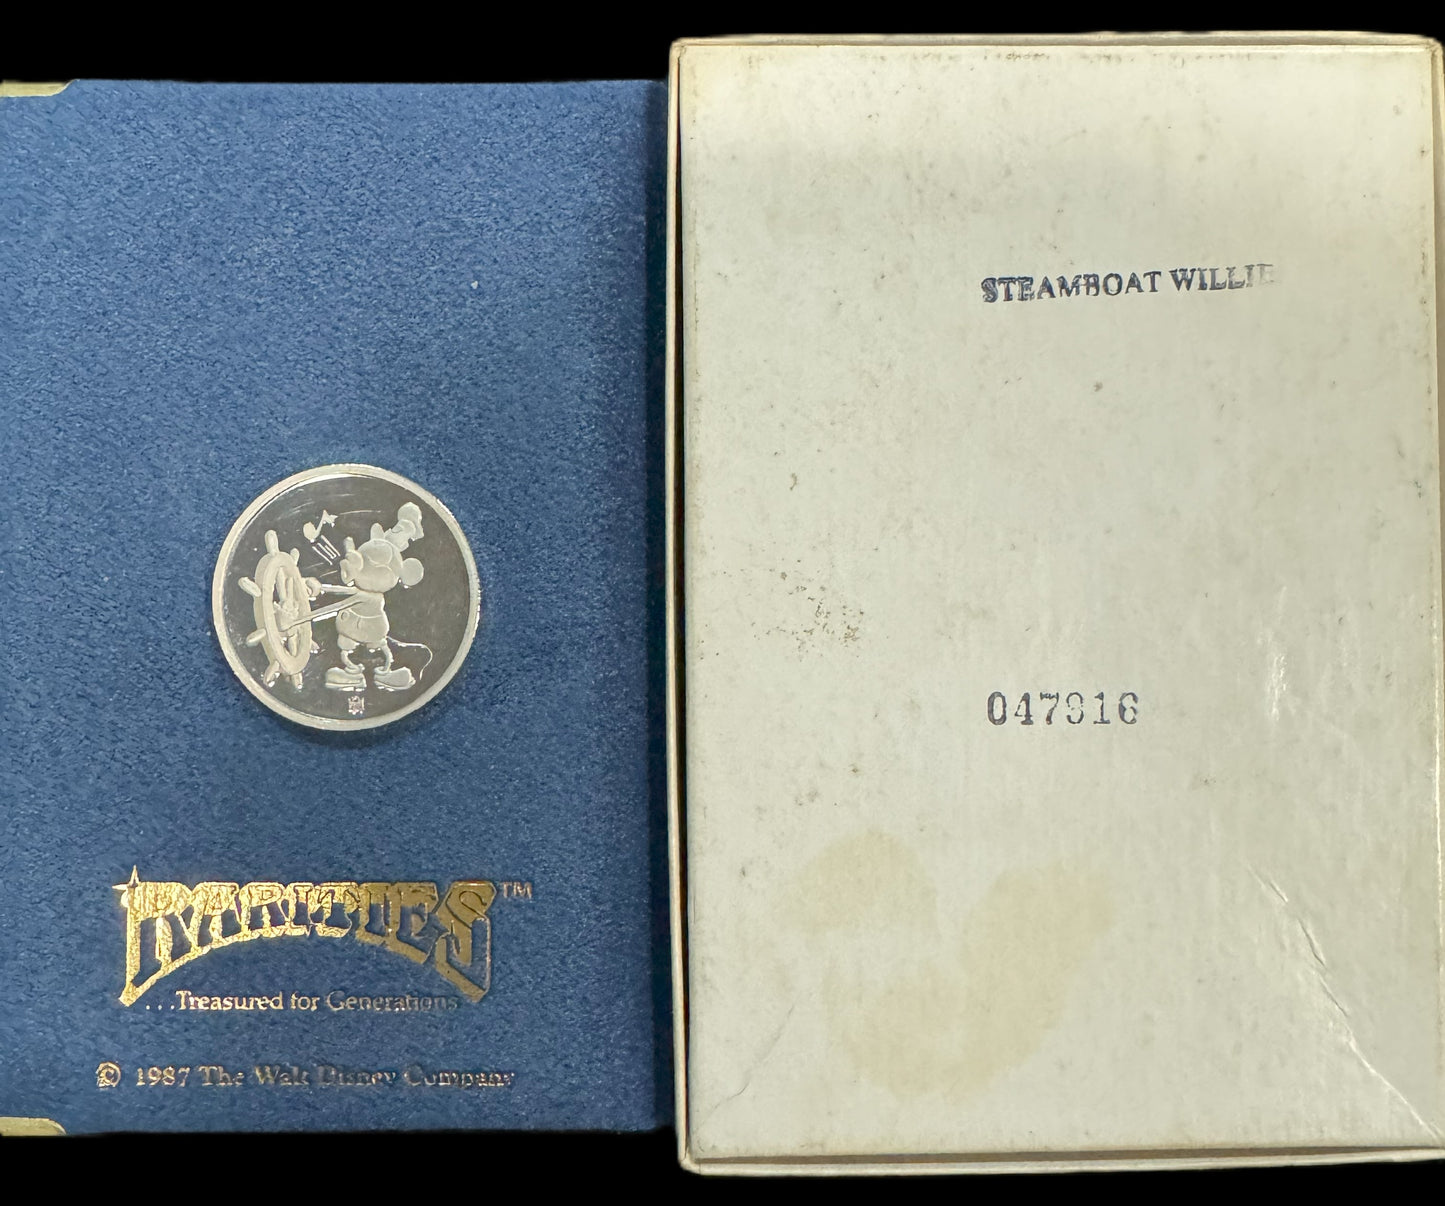 RARITIES™
...Treasured for Generations
© 1987 The Walt Disney Company
STEAMBOAT WILLIE
047916